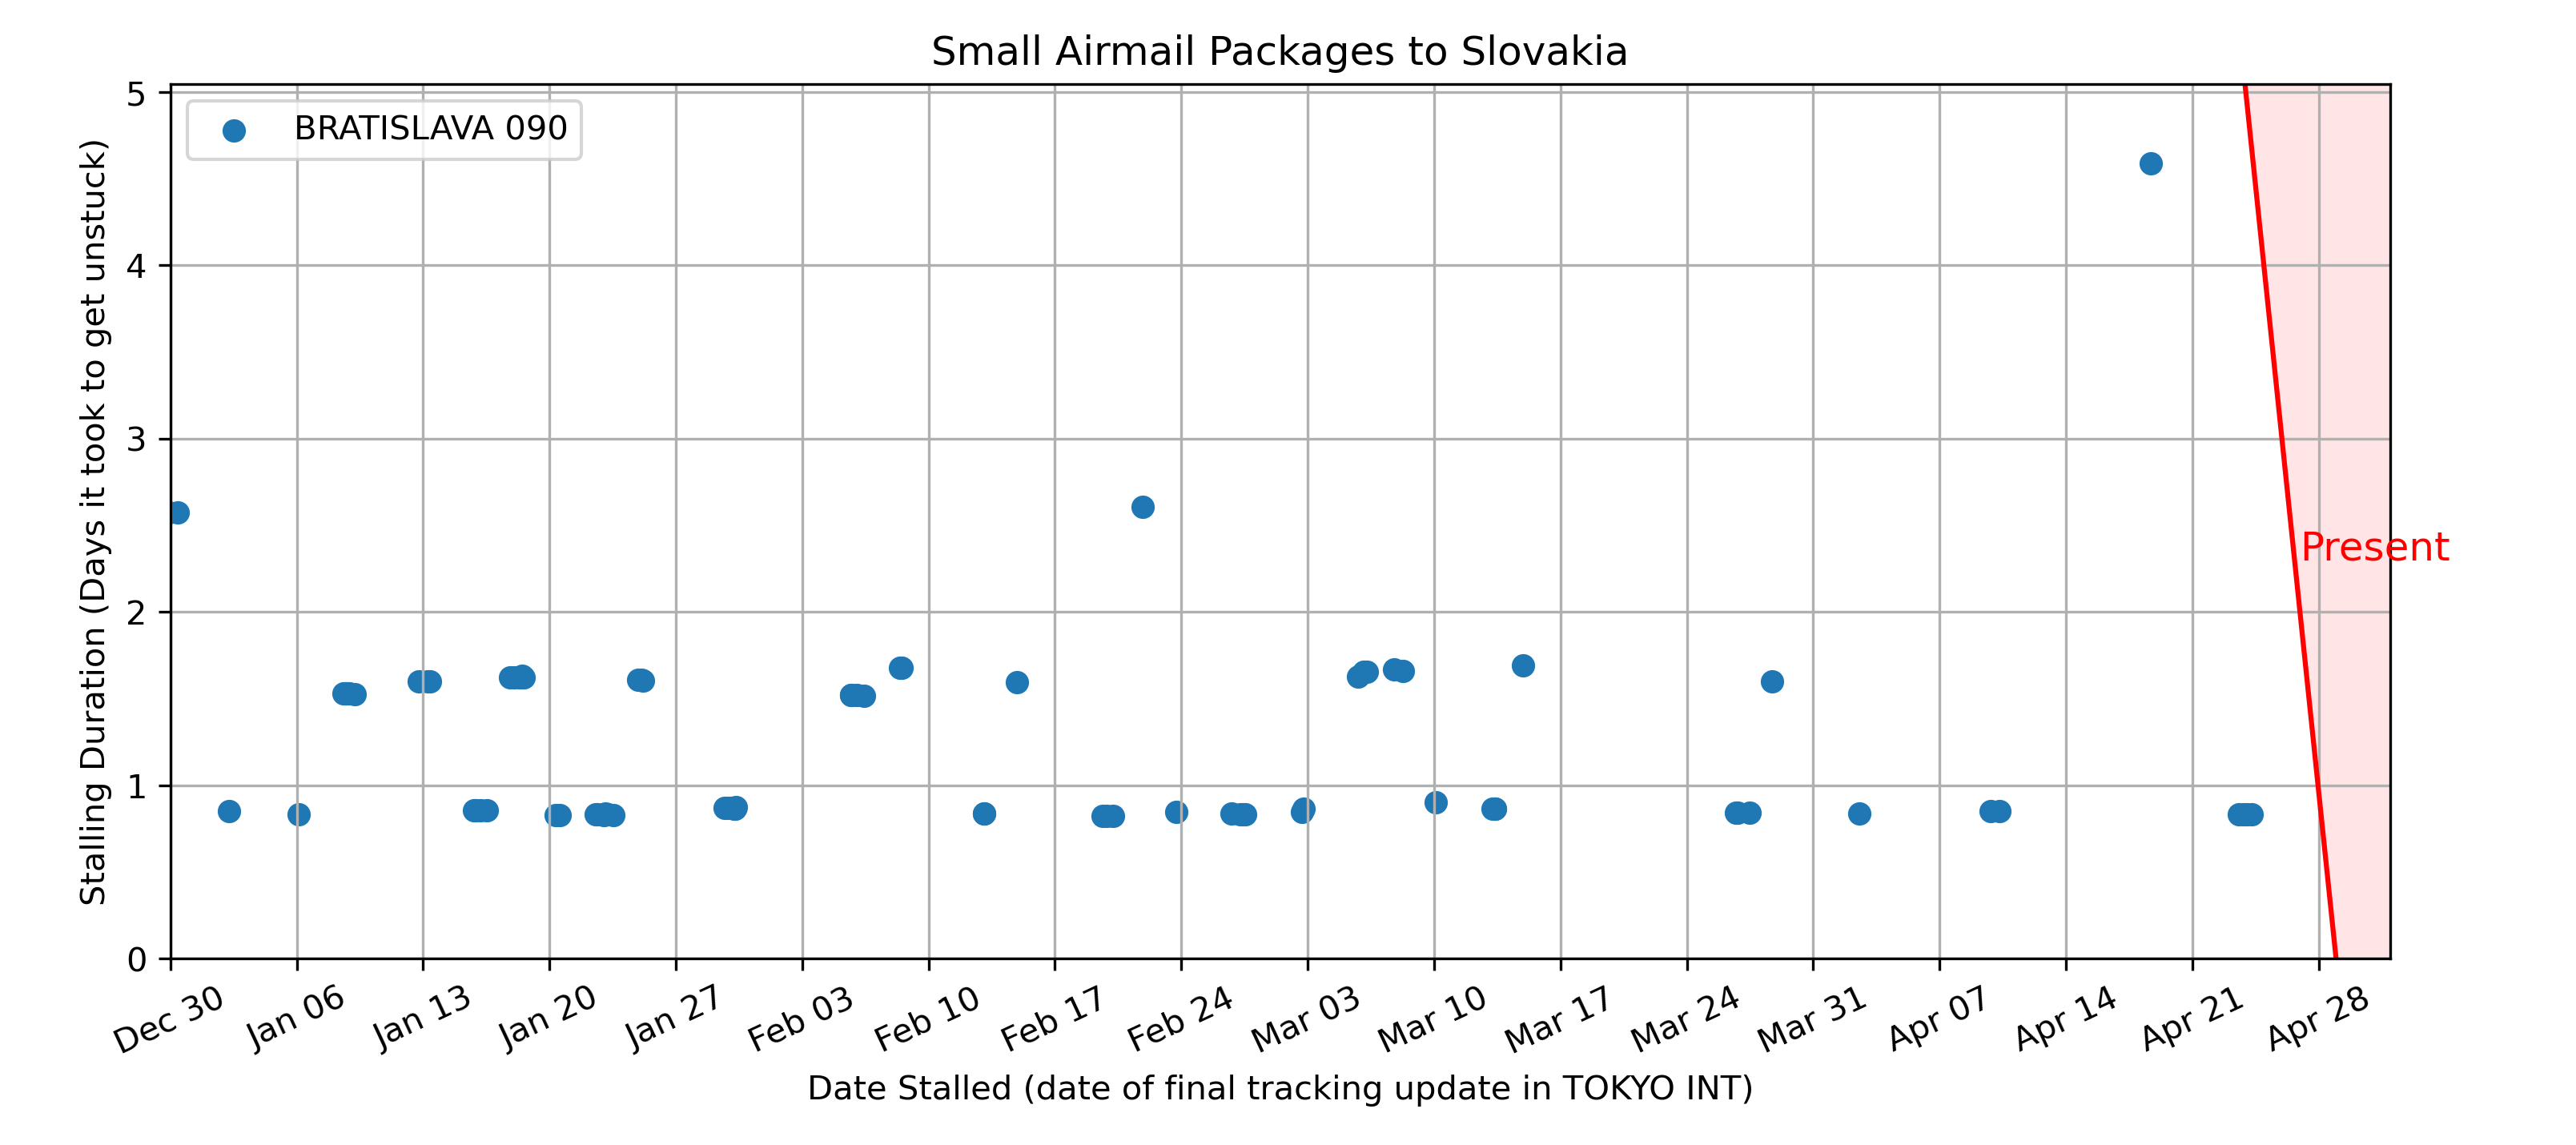 Small Airmail Packages to Slovakia
BRATISLAVA 090
Stalling Duration (Days it took to get unstuck)
5
4
3
2
1
0
Present
Dec 30
Jan 06
Jan 13
Jan 20
Jan 27
Feb 03
Feb 10
Feb 17
Feb 24
Mar 03
Mar 10
Mar 17
Mar 24
Mar 31
Apr 07
Apr 14
Apr 21
Apr 28
Date Stalled (date of final tracking update in TOKYO INT)